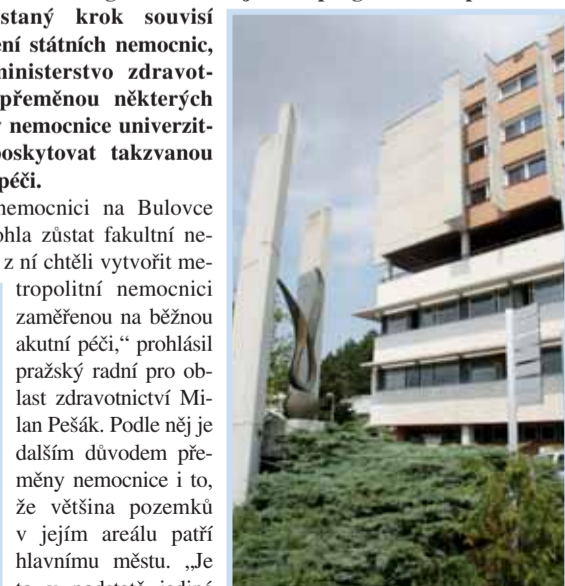 staný krok souvisí
ení státních nemocnic,
ministerstvo zdravot-
přeměnou některých
nemocnice univerzit-
oskytovat takzvanou
péči.
nemocnici na Bulovce
ohla zůstat fakultní ne-
z ní chtěli vytvořit me-
tropolitní nemocnici
zaměřenou na běžnou
akutní péči,“ prohlásil
pražský radní pro ob-
last zdravotnictví Mi-
lan Pešák. Podle něj je
dalším důvodem pře-
měny nemocnice i to,
že většina pozemků
v jejím areálu patří
hlavnímu městu. „Je